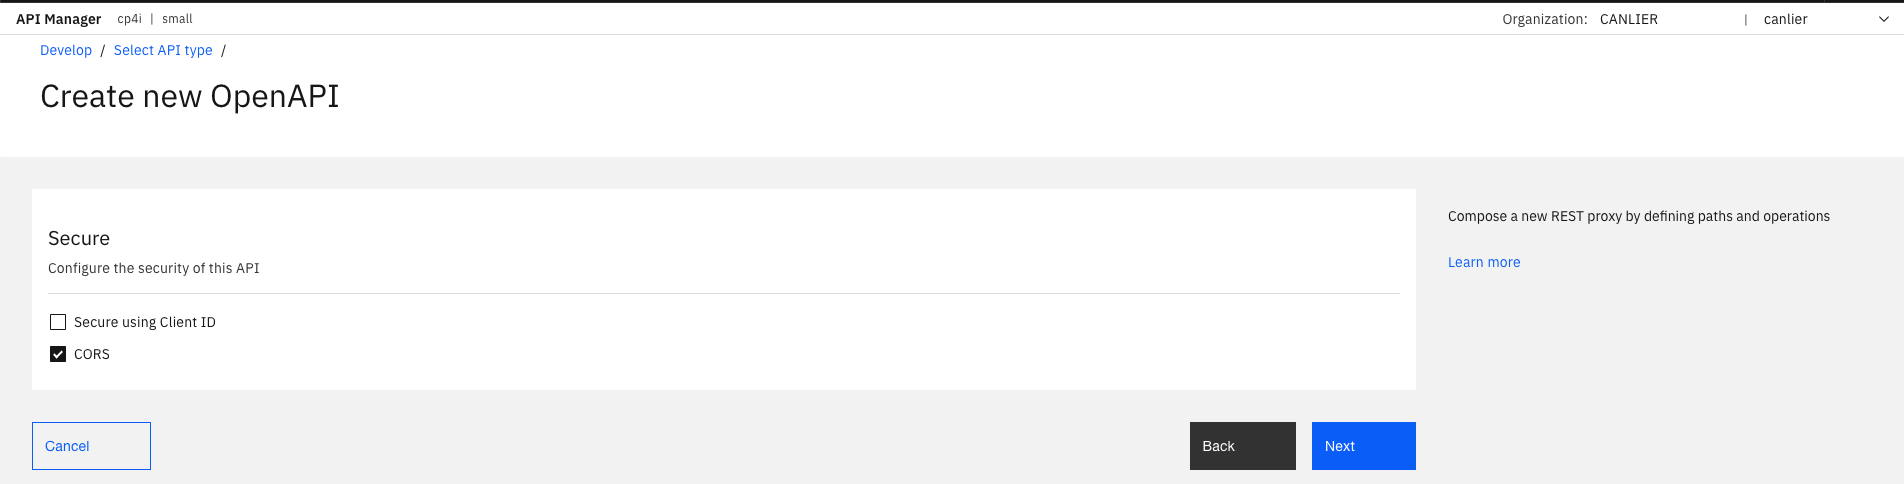 API Manager cp4i | small Organization: CANLIER | canlier
Develop / Select API type /
Create new OpenAPI
Secure
Configure the security of this API
Secure using Client ID
CORS
Compose a new REST proxy by defining paths and operations
Learn more
Cancel Back Next